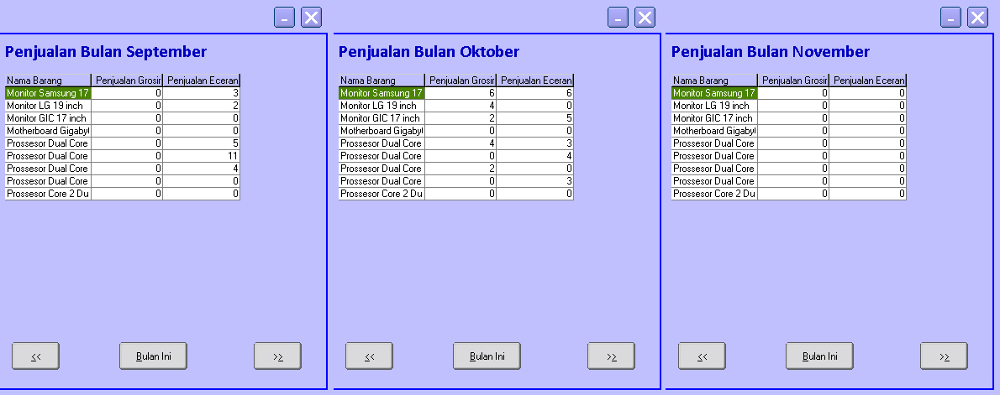 Penjualan Bulan September
Nama Barang Penjualan Grosir Penjualan Eceran
Monitor Samsung 17 0 3
Monitor LG 19 inch 0 2
Monitor GIC 17 inch 0 0
Motherboard Gigaby 0 0
Prossesor Dual Core 0 5
Prossesor Dual Core 0 11
Prossesor Dual Core 0 4
Prossesor Dual Core 0 0
Prossesor Core 2 Du 0 0
<< Bulan Ini >>
Penjualan Bulan Oktober
Nama Barang Penjualan Grosir Penjualan Eceran
Monitor Samsung 17 6 6
Monitor LG 19 inch 4 0
Monitor GIC 17 inch 2 5
Motherboard Gigaby 0 0
Prossesor Dual Core 4 3
Prossesor Dual Core 0 4
Prossesor Dual Core 2 0
Prossesor Dual Core 0 3
Prossesor Core 2 Du 0 0
<< Bulan Ini >>
Penjualan Bulan November
Nama Barang Penjualan Grosir Penjualan Eceran
Monitor Samsung 17 0 0
Monitor LG 19 inch 0 0
Monitor GIC 17 inch 0 0
Motherboard Gigaby 0 0
Prossesor Dual Core 0 0
Prossesor Dual Core 0 0
Prossesor Dual Core 0 0
Prossesor Dual Core 0 0
Prossesor Core 2 Du 0 0
<< Bulan Ini >>